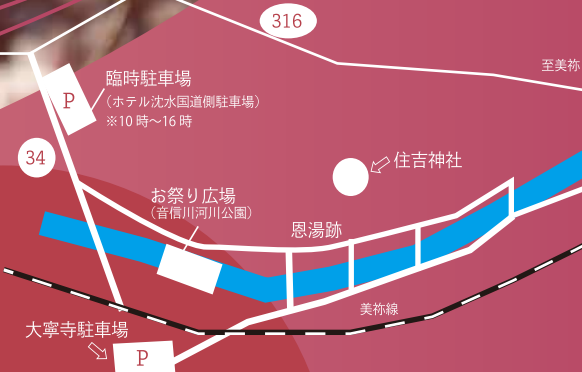 316
至美祢
臨時駐車場
P
(ホテル沈水国道側駐車場)
※10時〜16時
34
住吉神社
お祭り広場
(音信川河川公園)
恩湯跡
美祢線
大寧寺駐車場
P